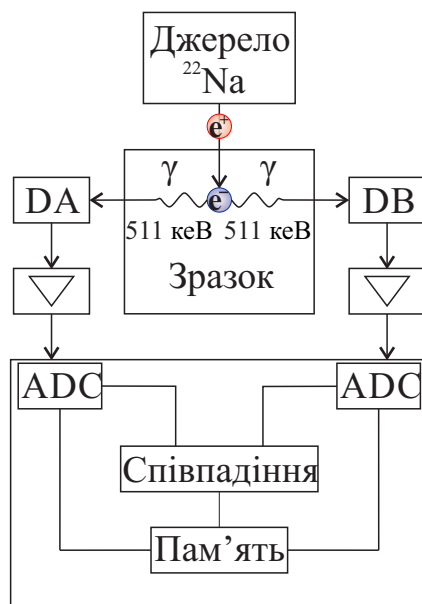 Джерело
²²Na
e⁺
γ γ
DA e⁻ DB
511 кеВ 511 кеВ
Зразок
ADC ADC
Співпадіння
Пам’ять